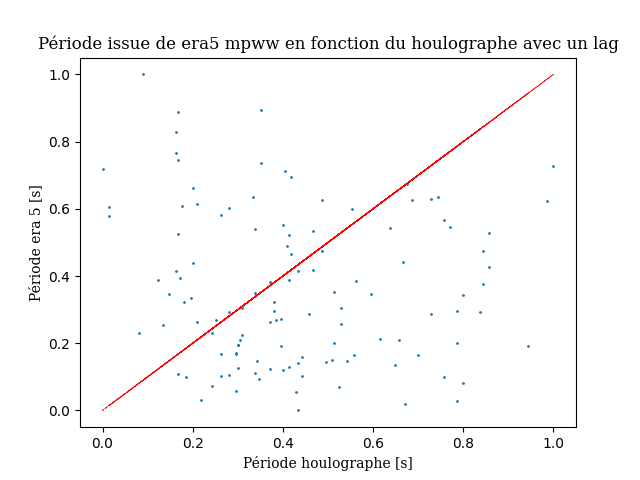 Période issue de era5 mpww en fonction du houlographe avec un lag
1.0
0.8
0.6
0.4
0.2
0.0
Période era 5 [s]
0.0 0.2 0.4 0.6 0.8 1.0
Période houlographe [s]